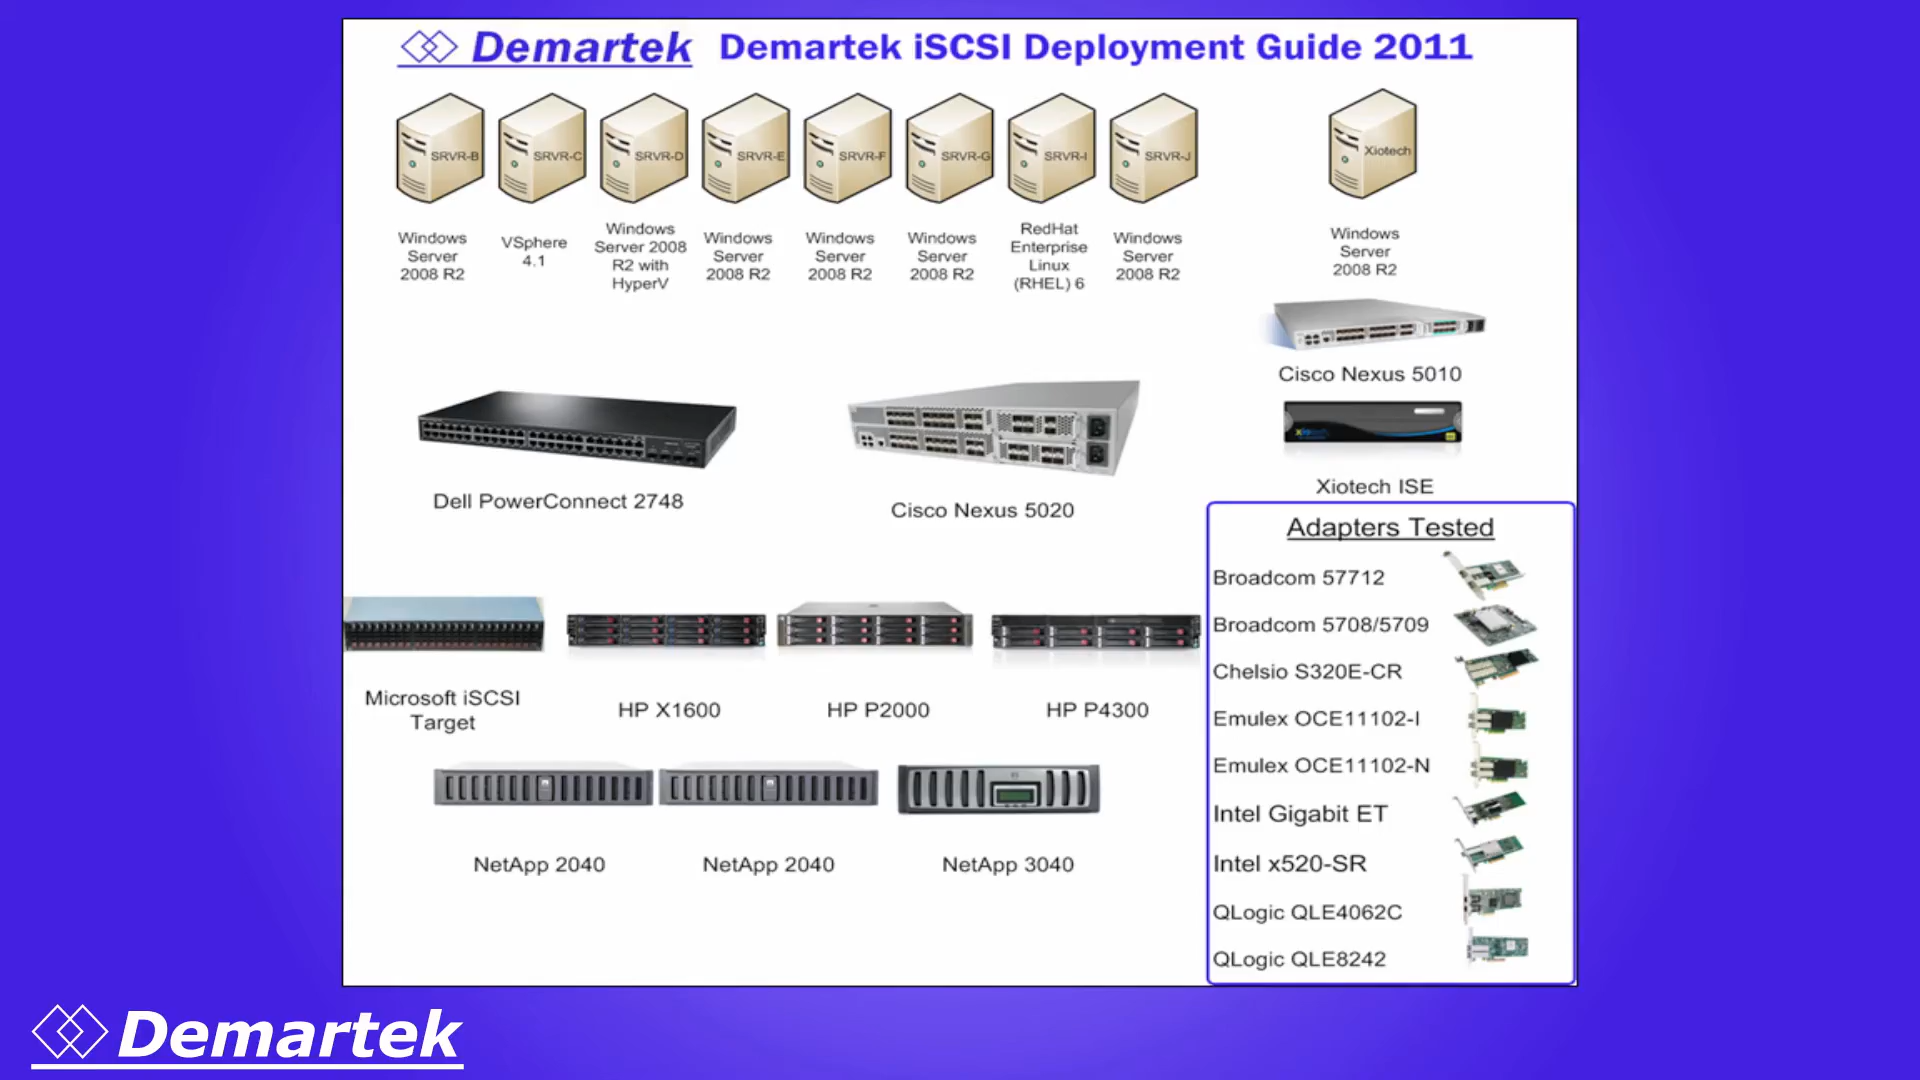 Demartek Demartek iSCSI Deployment Guide 2011
SRVR-B SRVR-C SRVR-D SRVR-E SRVR-F SRVR-G SRVR-I SRVR-J Xiotech
Windows
Server
2008 R2
VSphere
4.1
Windows
Server 2008
R2 with
HyperV
Windows
Server
2008 R2
Windows
Server
2008 R2
Windows
Server
2008 R2
RedHat
Enterprise
Linux
(RHEL) 6
Windows
Server
2008 R2
Windows
Server
2008 R2
Cisco Nexus 5010
Dell PowerConnect 2748
Cisco Nexus 5020
Xiotech ISE
Adapters Tested
Broadcom 57712
Broadcom 5708/5709
Chelsio S320E-CR
Emulex OCE11102-I
Emulex OCE11102-N
Intel Gigabit ET
Intel x520-SR
QLogic QLE4062C
QLogic QLE8242
Microsoft iSCSI
Target
HP X1600
HP P2000
HP P4300
NetApp 2040
NetApp 2040
NetApp 3040
Demartek